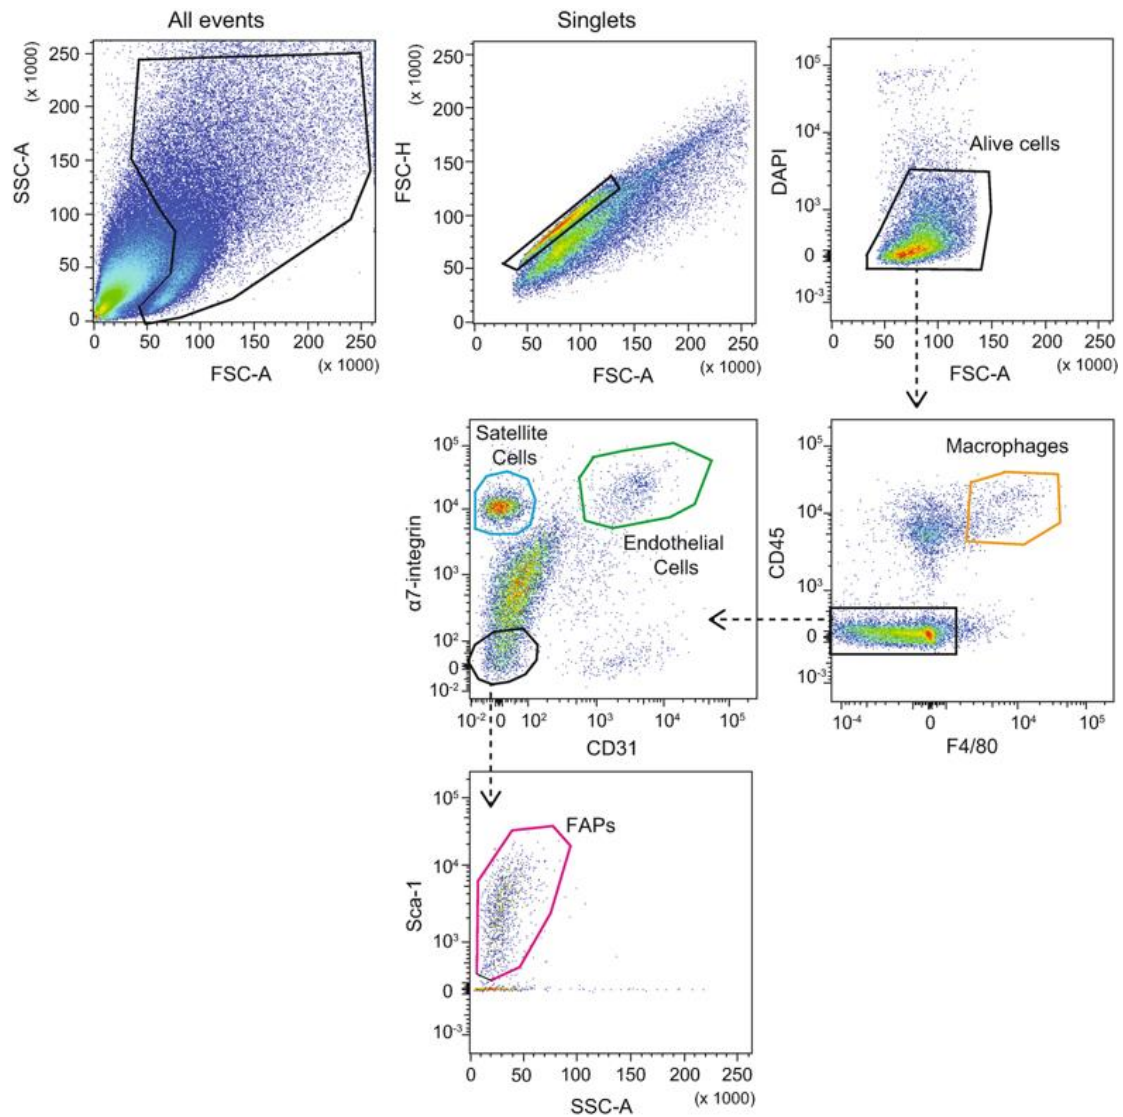 All events
Singlets
(x 1000)
250
200
150
100
50
0
SSC-A
0 50 100 150 200 250
FSC-A (x 1000)
(x 1000)
250
200
150
100
50
0
FSC-H
0 50 100 150 200 250
FSC-A (x 1000)
10⁵
10⁴
10³
0
10⁻³
DAPI
Alive cells
0 50 100 150 200 250
FSC-A (x 1000)
10⁵
10⁴
10³
10²
0
10⁻²
α7-integrin
Satellite
Cells
Endothelial
Cells
10⁻² 0 10² 10³ 10⁴ 10⁵
CD31
10⁵
10⁴
10³
0
10⁻³
CD45
Macrophages
10⁻⁴ 0 10⁴ 10⁵
F4/80
10⁵
10⁴
10³
0
10⁻³
Sca-1
FAPs
0 50 100 150 200 250
SSC-A (x 1000)